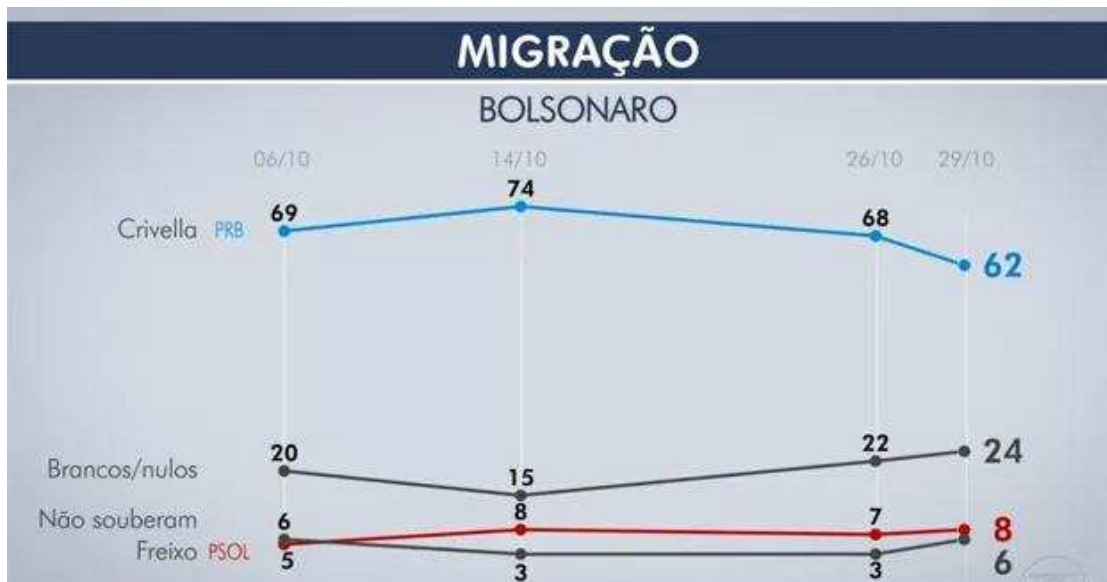 MIGRAÇÃO
BOLSONARO
06/10 14/10 26/10 29/10
Crivella PRB 69 74 68 62
Brancos/nulos 20 15 22 24
Não souberam 6 3 3 6
Freixo PSOL 5 8 7 8